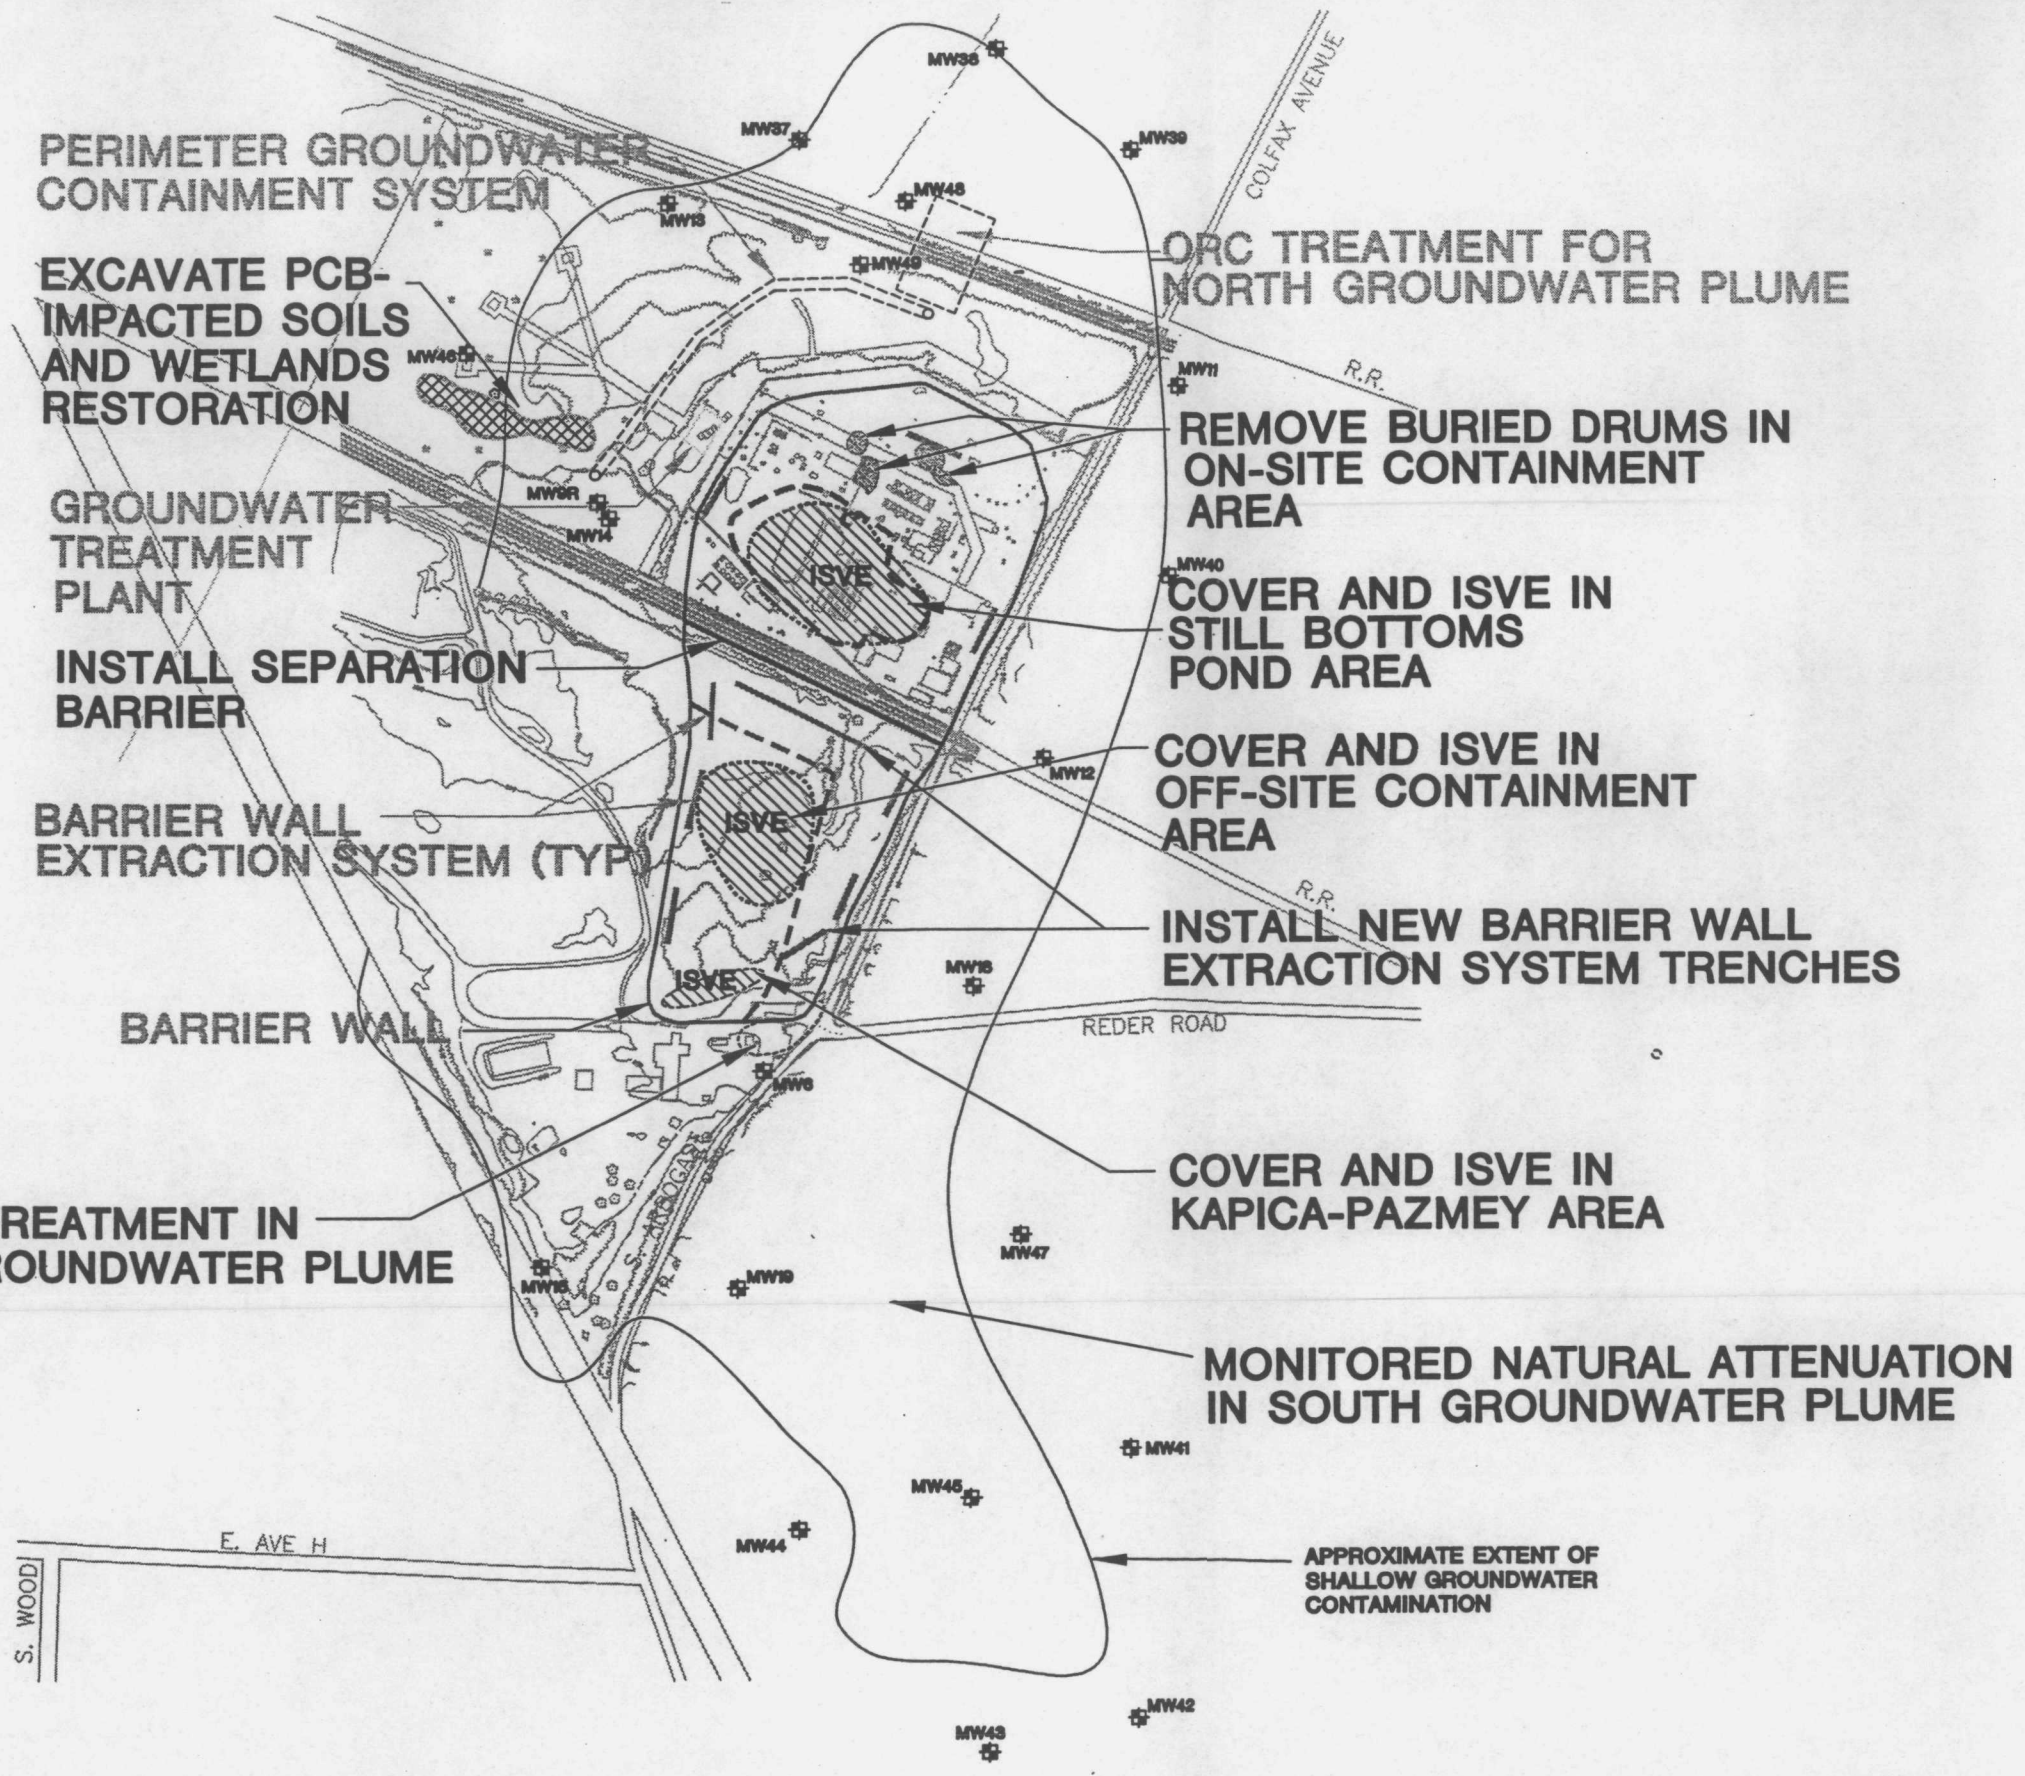 MW38
COLFAX AVENUE
MW37
MW39
PERIMETER GROUNDWATER
CONTAINMENT SYSTEM
MW48
MW13
ORC TREATMENT FOR
NORTH GROUNDWATER PLUME
MW49
EXCAVATE PCB-
IMPACTED SOILS
AND WETLANDS
RESTORATION
MW46
MW11
R.R.
REMOVE BURIED DRUMS IN
ON-SITE CONTAINMENT
AREA
GROUNDWATER
TREATMENT
PLANT
MW9R
MW14
ISVE
MW40
COVER AND ISVE IN
STILL BOTTOMS
POND AREA
INSTALL SEPARATION
BARRIER
COVER AND ISVE IN
OFF-SITE CONTAINMENT
AREA
MW12
BARRIER WALL
EXTRACTION SYSTEM (TYP)
ISVE
R.R.
INSTALL NEW BARRIER WALL
EXTRACTION SYSTEM TRENCHES
MW18
ISVE
BARRIER WALL
REDER ROAD
MW6
COVER AND ISVE IN
KAPICA-PAZMEY AREA
S. ARBOGAST
REATMENT IN
ROUNDWATER PLUME
MW47
MW15
MW19
MONITORED NATURAL ATTENUATION
IN SOUTH GROUNDWATER PLUME
MW41
MW45
MW44
E. AVE H
S. WOOD
APPROXIMATE EXTENT OF
SHALLOW GROUNDWATER
CONTAMINATION
MW42
MW43